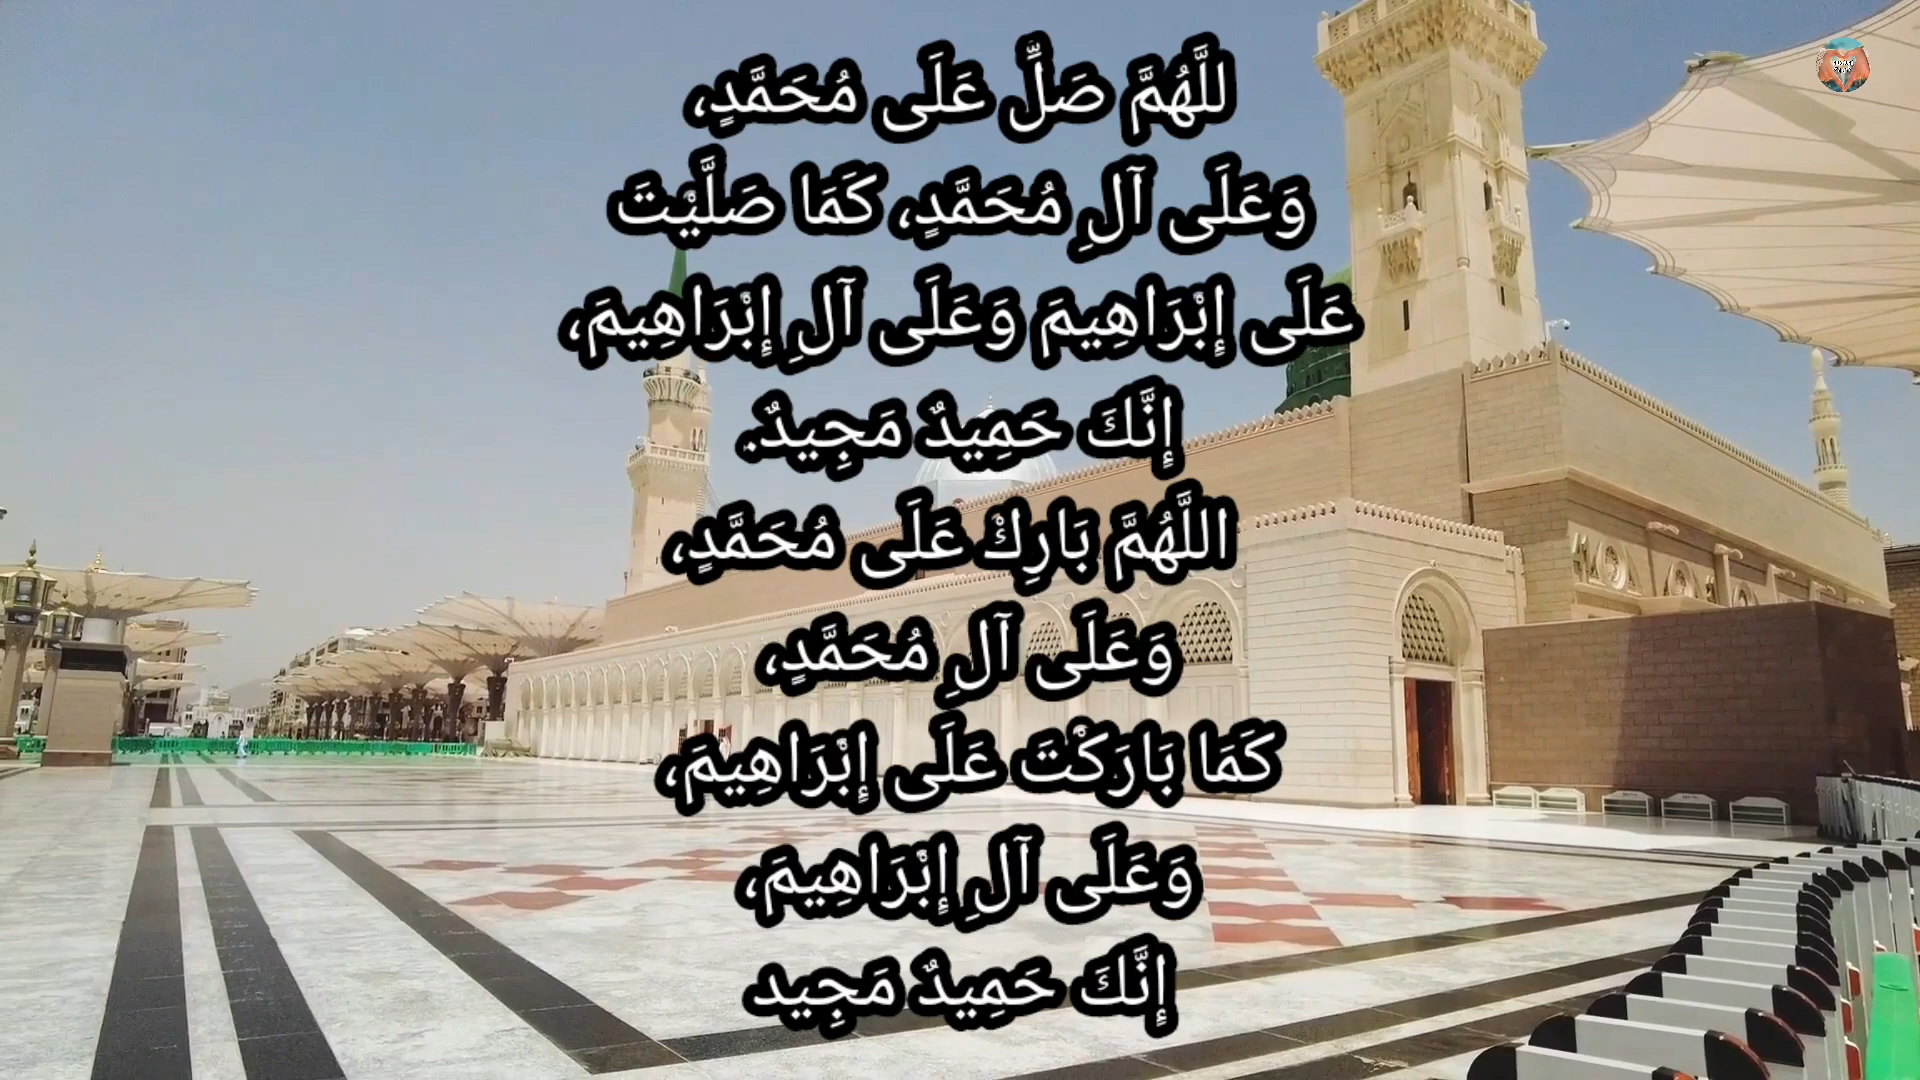 للَّهُمَّ صَلِّ عَلَى مُحَمَّدٍ،
وَعَلَى آلِ مُحَمَّدٍ، كَمَا صَلَّيْتَ
عَلَى إِبْرَاهِيمَ وَعَلَى آلِ إِبْرَاهِيمَ،
إِنَّكَ حَمِيدٌ مَجِيدٌ.
اللَّهُمَّ بَارِكْ عَلَى مُحَمَّدٍ،
وَعَلَى آلِ مُحَمَّدٍ،
كَمَا بَارَكْتَ عَلَى إِبْرَاهِيمَ،
وَعَلَى آلِ إِبْرَاهِيمَ،
إِنَّكَ حَمِيدٌ مَجِيد